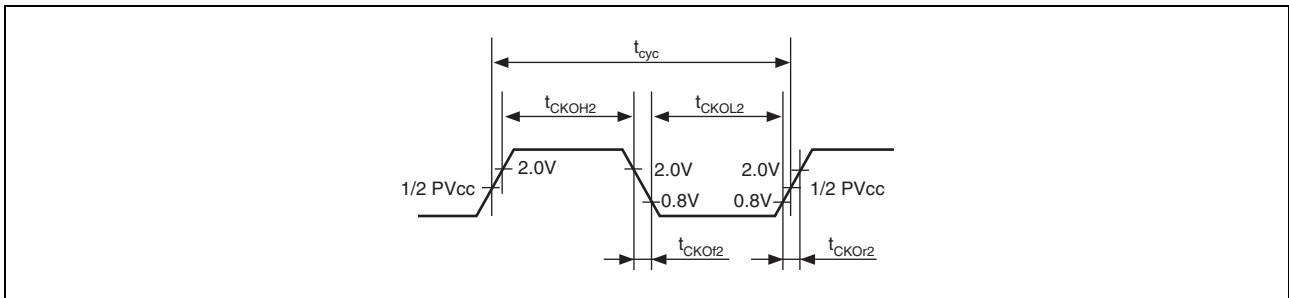 tcyc
tCKOH2 tCKOL2
2.0V 2.0V 2.0V
1/2 PVcc 1/2 PVcc
0.8V 0.8V
tCKOf2 tCKOr2